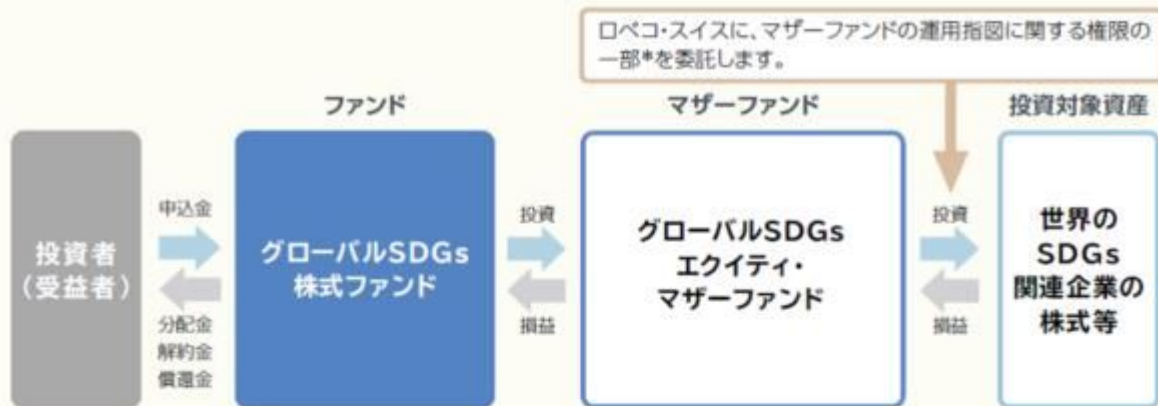 ロベコ・スイスに、マザーファンドの運用指図に関する権限の
一部*を委託します。
ファンド
マザーファンド
投資対象資産
投資者
（受益者）
申込金
分配金
解約金
償還金
グローバルSDGs
株式ファンド
投資
損益
グローバルSDGs
エクイティ・
マザーファンド
投資
損益
世界の
SDGs
関連企業の
株式等